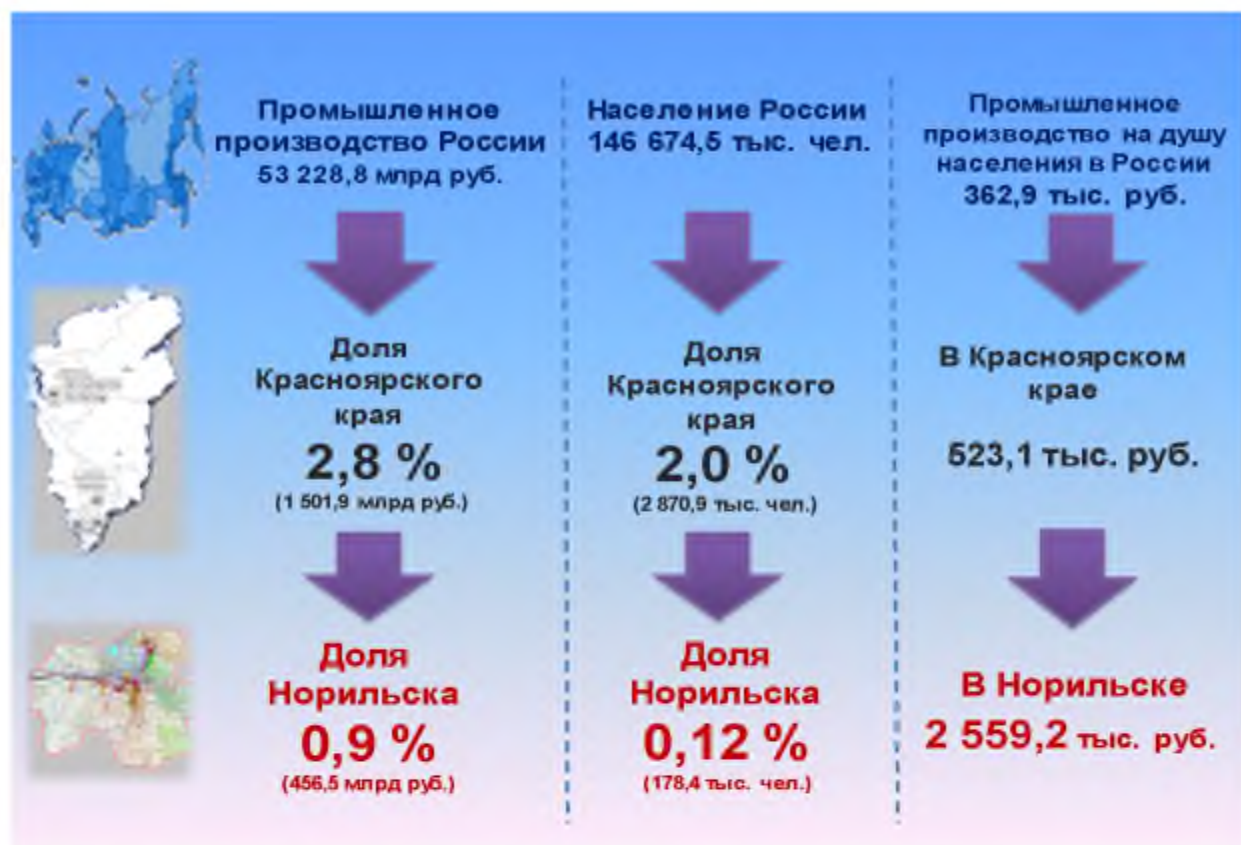 Промышленное
производство России
53 228,8 млрд руб.
Доля
Красноярского
края
2,8 %
(1 501,9 млрд руб.)
Доля
Норильска
0,9 %
(456,5 млрд руб.)
Население России
146 674,5 тыс. чел.
Доля
Красноярского
края
2,0 %
(2 870,9 тыс. чел.)
Доля
Норильска
0,12 %
(178,4 тыс. чел.)
Промышленное
производство на душу
населения в России
362,9 тыс. руб.
В Красноярском
крае
523,1 тыс. руб.
В Норильске
2 559,2 тыс. руб.